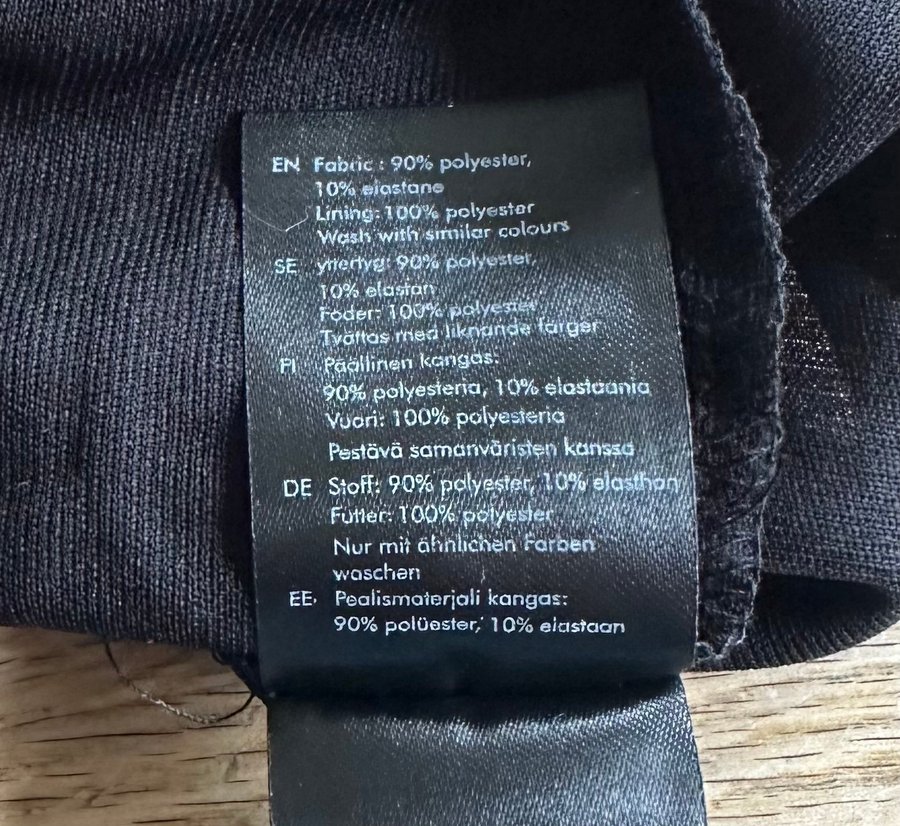 EN Fabric : 90% polyester,
10% elastane
Lining: 100% polyester
Wash with similar colours
SE yttertyg: 90% polyester,
10% elastan
Foder: 100% polyester
Tvättas med liknande färger
FI Päällinen kangas:
90% polyesteria, 10% elastaania
Vuori: 100% polyesteria
Pestävä samanväristen kanssa
DE Stoff: 90% polyester, 10% elasthan
Futter: 100% polyester
Nur mit ähnlichen Farben
waschen
EE Pealismaterjali kangas:
90% polüester, 10% elastaan